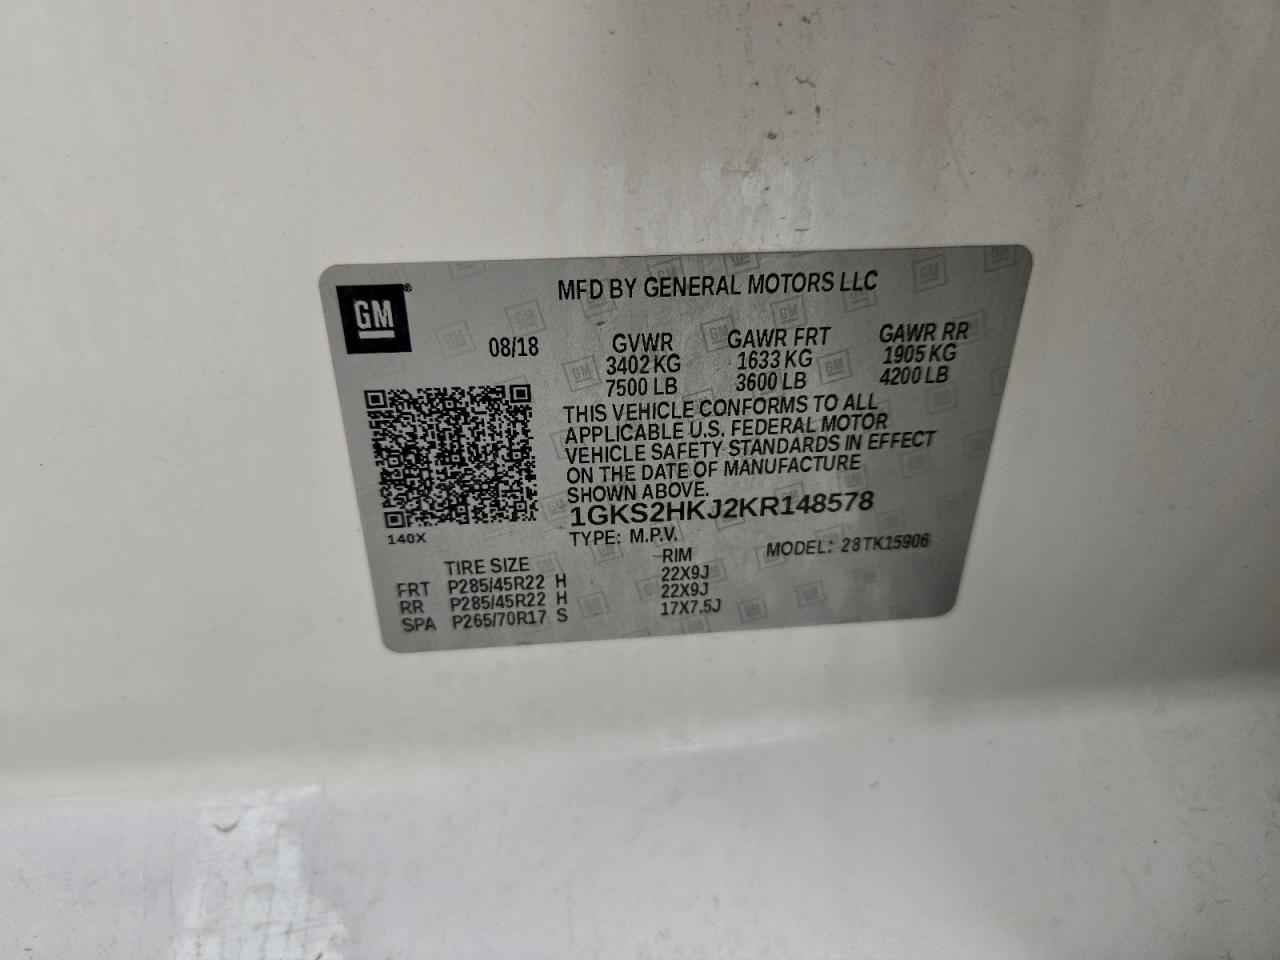 GM®
MFD BY GENERAL MOTORS LLC
08/18
GVWR GAWR FRT GAWR RR
3402 KG 1633 KG 1905 KG
7500 LB 3600 LB 4200 LB
THIS VEHICLE CONFORMS TO ALL
APPLICABLE U.S. FEDERAL MOTOR
VEHICLE SAFETY STANDARDS IN EFFECT
ON THE DATE OF MANUFACTURE
SHOWN ABOVE.
1GKS2HKJ2KR148578
140X
TYPE: M.P.V. MODEL: 28TK15906
TIRE SIZE RIM
FRT P285/45R22 H 22X9J
RR P285/45R22 H 22X9J
SPA P265/70R17 S 17X7.5J